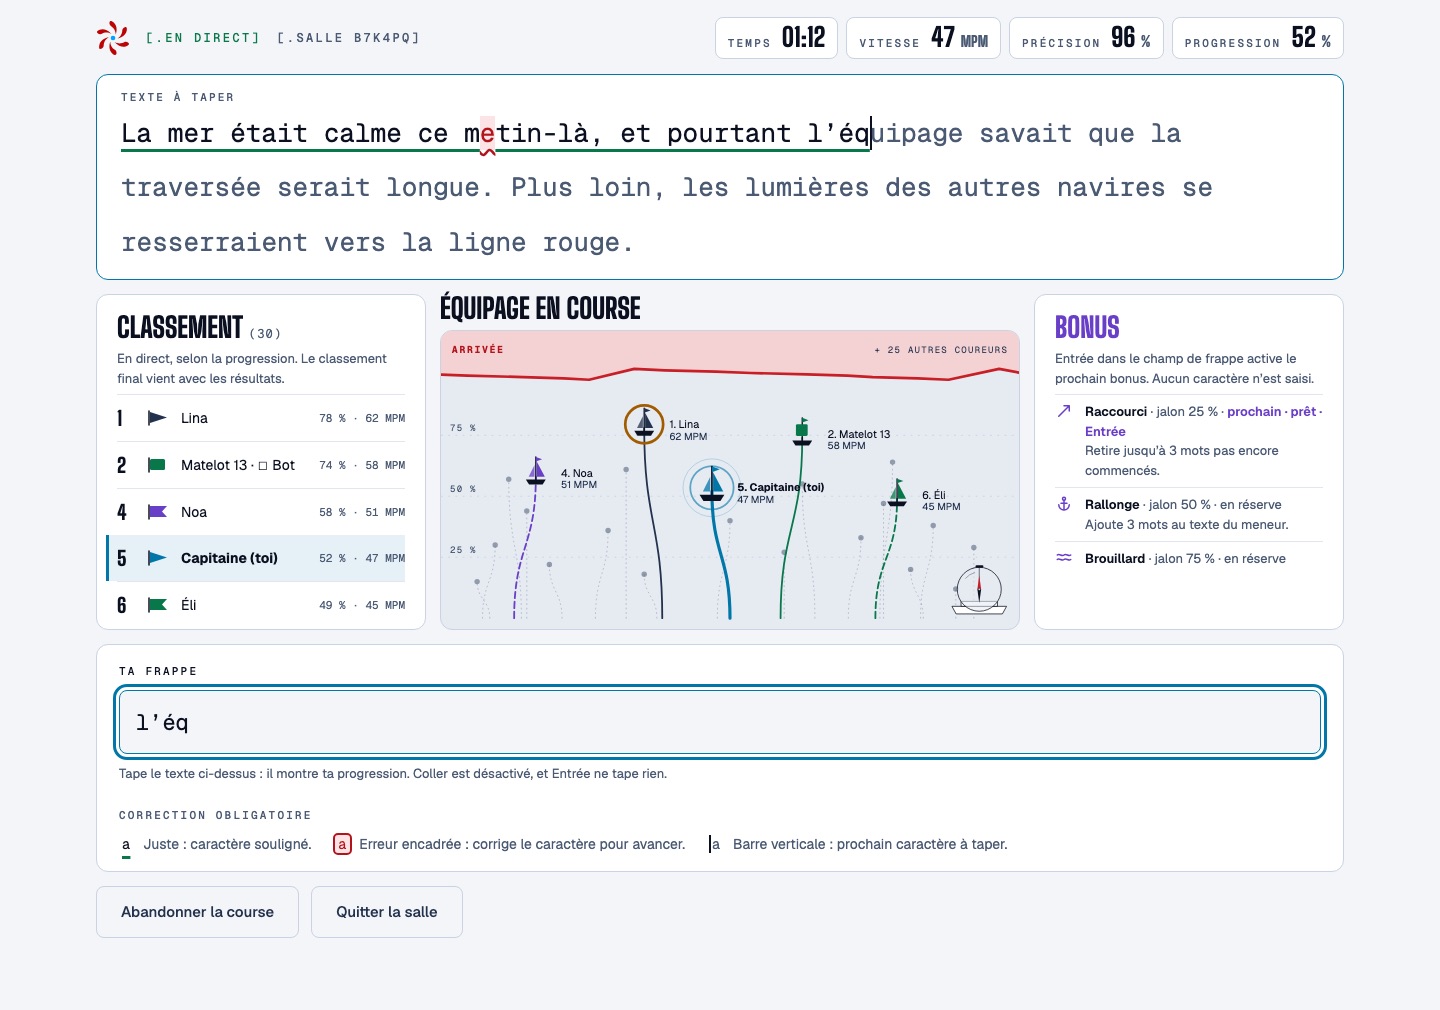 [.EN DIRECT] [.SALLE B7K4PQ]
TEMPS 01:12
VITESSE 47 MPM
PRÉCISION 96 %
PROGRESSION 52 %
TEXTE À TAPER
La mer était calme ce metin-là, et pourtant l’équipage savait que la
traversée serait longue. Plus loin, les lumières des autres navires se
resserraient vers la ligne rouge.
CLASSEMENT (30)
En direct, selon la progression. Le classement
final vient avec les résultats.
1 Lina 78 % · 62 MPM
2 Matelot 13 · □ Bot 74 % · 58 MPM
4 Noa 58 % · 51 MPM
5 Capitaine (toi) 52 % · 47 MPM
6 Éli 49 % · 45 MPM
ÉQUIPAGE EN COURSE
ARRIVÉE
+ 25 AUTRES COUREURS
75 %
50 %
25 %
1. Lina
62 MPM
2. Matelot 13
58 MPM
4. Noa
51 MPM
5. Capitaine (toi)
47 MPM
6. Éli
45 MPM
BONUS
Entrée dans le champ de frappe active le
prochain bonus. Aucun caractère n’est saisi.
Raccourci · jalon 25 % · prochain · prêt ·
Entrée
Retire jusqu’à 3 mots pas encore
commencés.
Rallonge · jalon 50 % · en réserve
Ajoute 3 mots au texte du meneur.
Brouillard · jalon 75 % · en réserve
TA FRAPPE
l’éq
Tape le texte ci-dessus : il montre ta progression. Coller est désactivé, et Entrée ne tape rien.
CORRECTION OBLIGATOIRE
a Juste : caractère souligné.
a Erreur encadrée : corrige le caractère pour avancer.
a Barre verticale : prochain caractère à taper.
Abandonner la course
Quitter la salle